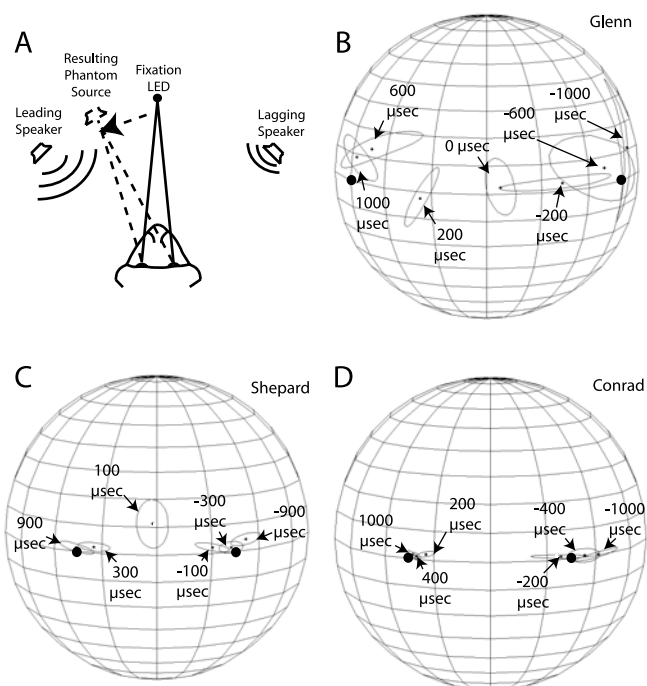 A
Resulting
Phantom
Source
Fixation
LED
Leading
Speaker
Lagging
Speaker
B
Glenn
600
µsec
-1000
µsec
-600
µsec
0 µsec
1000
µsec
200
µsec
-200
µsec
C
Shepard
100
µsec
-300
µsec
-900
µsec
900
µsec
300
µsec
-100
µsec
D
Conrad
200
µsec
-400
µsec
-1000
µsec
1000
µsec
400
µsec
-200
µsec